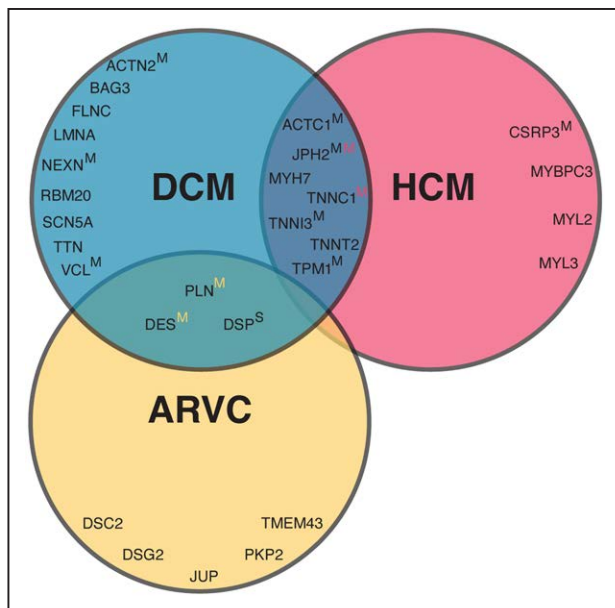 ACTN2ᴹ
BAG3
FLNC
LMNA
NEXNᴹ
RBM20
SCN5A
TTN
VCLᴹ
DCM
ACTC1ᴹ
JPH2ᴹᴹ
MYH7
TNNC1ᴹ
TNNI3ᴹ
TNNT2
TPM1ᴹ
HCM
CSRP3ᴹ
MYBPC3
MYL2
MYL3
PLNᴹ
DESᴹ
DSPˢ
ARVC
DSC2
DSG2
JUP
PKP2
TMEM43